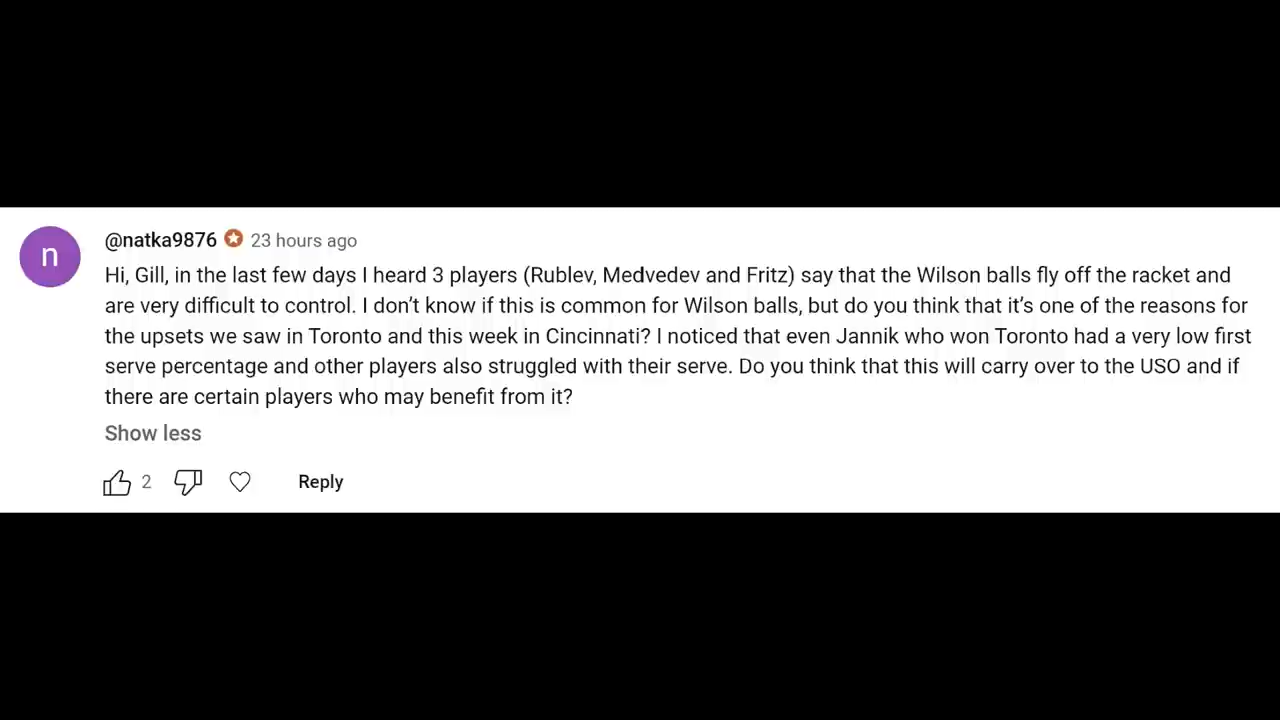 n
@natka9876 23 hours ago
Hi, Gill, in the last few days I heard 3 players (Rublev, Medvedev and Fritz) say that the Wilson balls fly off the racket and
are very difficult to control. I don’t know if this is common for Wilson balls, but do you think that it’s one of the reasons for
the upsets we saw in Toronto and this week in Cincinnati? I noticed that even Jannik who won Toronto had a very low first
serve percentage and other players also struggled with their serve. Do you think that this will carry over to the USO and if
there are certain players who may benefit from it?
Show less
2 Reply